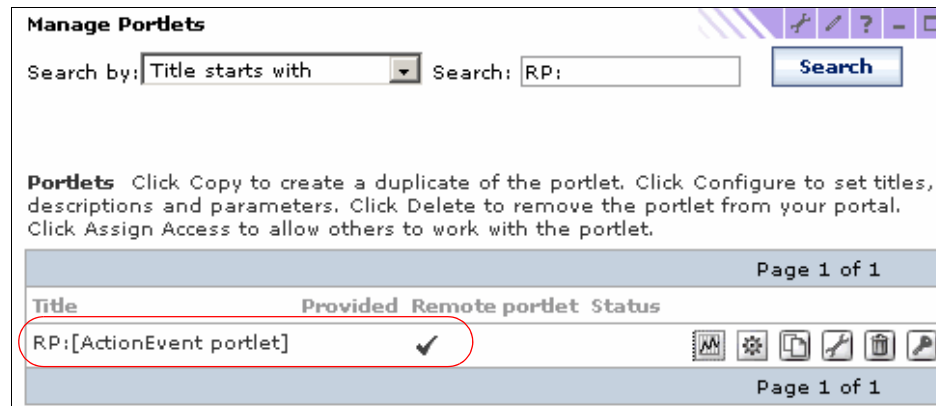 Manage Portlets
?
Search by: Title starts with Search: RP: Search
Portlets Click Copy to create a duplicate of the portlet. Click Configure to set titles,
descriptions and parameters. Click Delete to remove the portlet from your portal.
Click Assign Access to allow others to work with the portlet.
Page 1 of 1
Title Provided Remote portlet Status
RP:[ActionEvent portlet]
Page 1 of 1